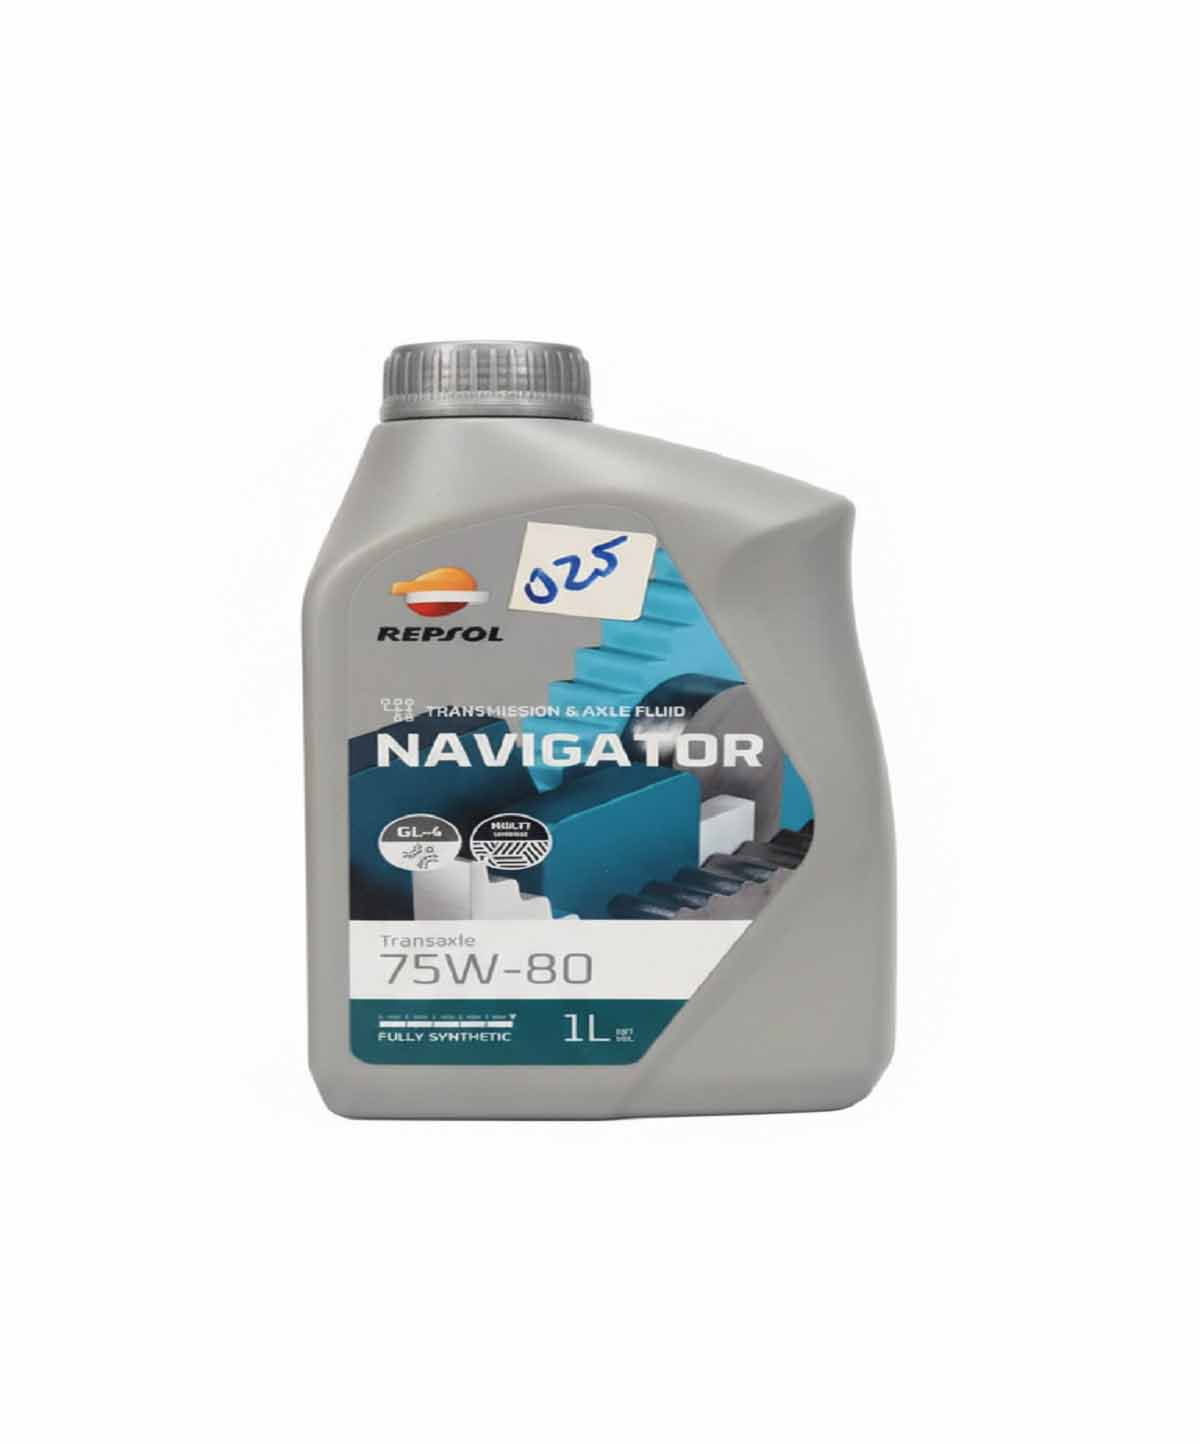 025
REPSOL
TRANSMISSION & AXLE FLUID
NAVIGATOR
GL-4
MULTI
Transaxle
75W-80
FULLY SYNTHETIC
1L